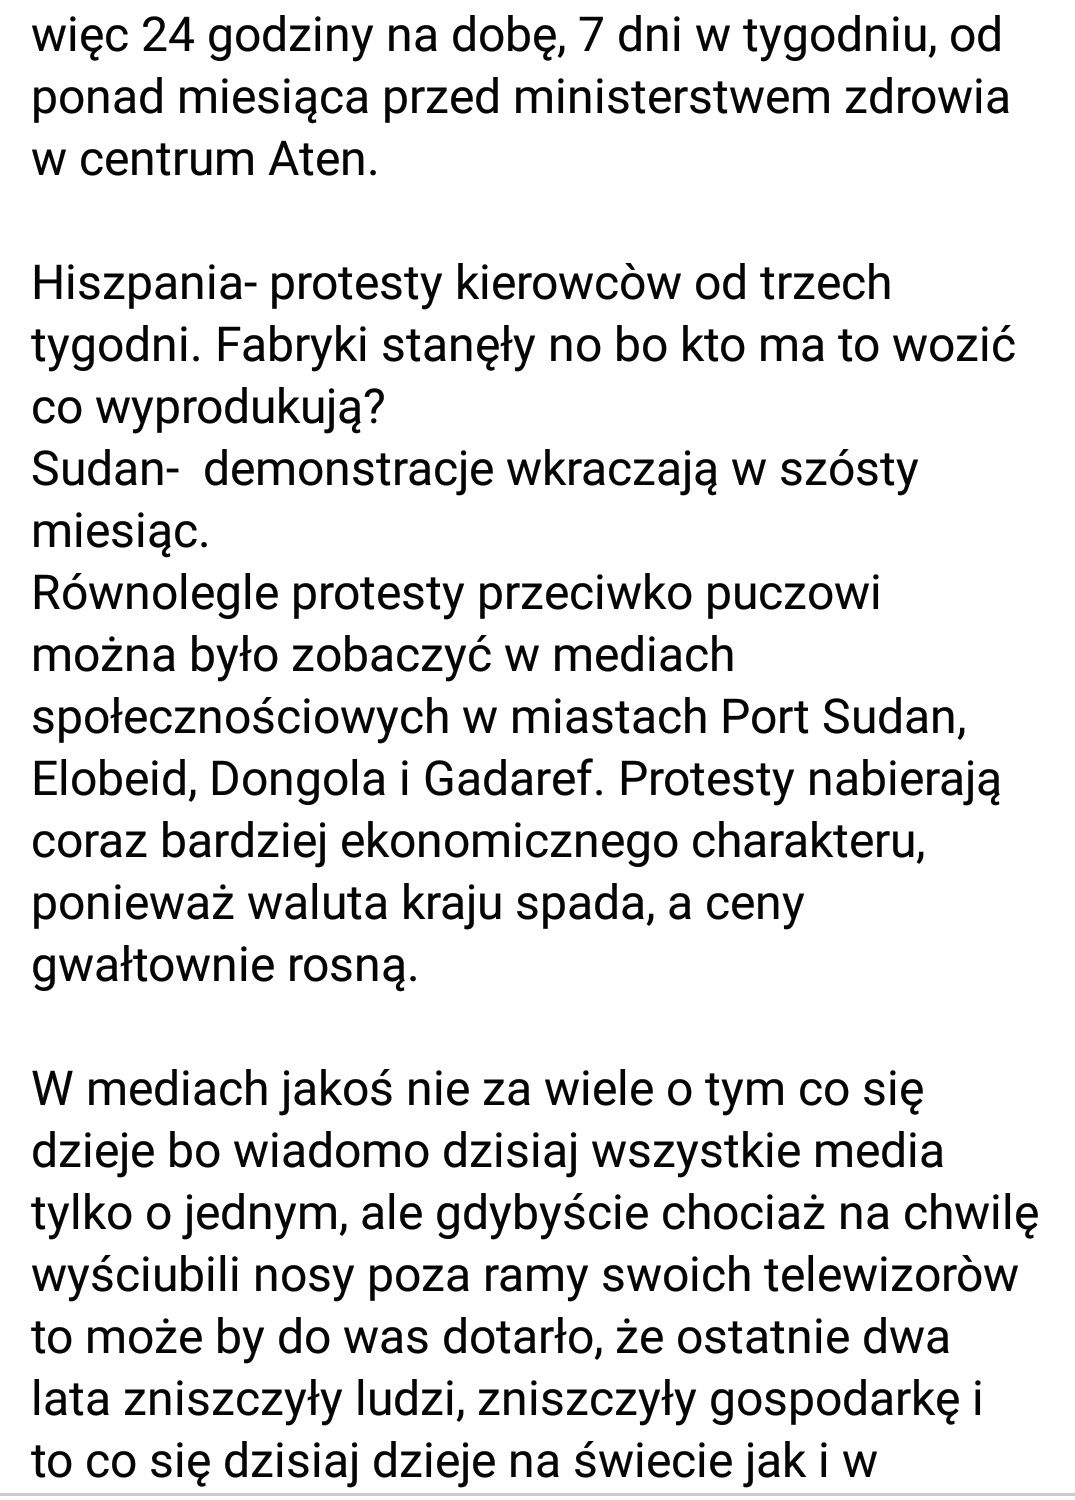 więc 24 godziny na dobę, 7 dni w tygodniu, od
ponad miesiąca przed ministerstwem zdrowia
w centrum Aten.

Hiszpania- protesty kierowcòw od trzech
tygodni. Fabryki stanęły no bo kto ma to wozić
co wyprodukują?
Sudan-  demonstracje wkraczają w szósty
miesiąc.
Równolegle protesty przeciwko puczowi
można było zobaczyć w mediach
społecznościowych w miastach Port Sudan,
Elobeid, Dongola i Gadaref. Protesty nabierają
coraz bardziej ekonomicznego charakteru,
ponieważ waluta kraju spada, a ceny
gwałtownie rosną.

W mediach jakoś nie za wiele o tym co się
dzieje bo wiadomo dzisiaj wszystkie media
tylko o jednym, ale gdybyście chociaż na chwilę
wyściubili nosy poza ramy swoich telewizoròw
to może by do was dotarło, że ostatnie dwa
lata zniszczyły ludzi, zniszczyły gospodarkę i
to co się dzisiaj dzieje na świecie jak i w